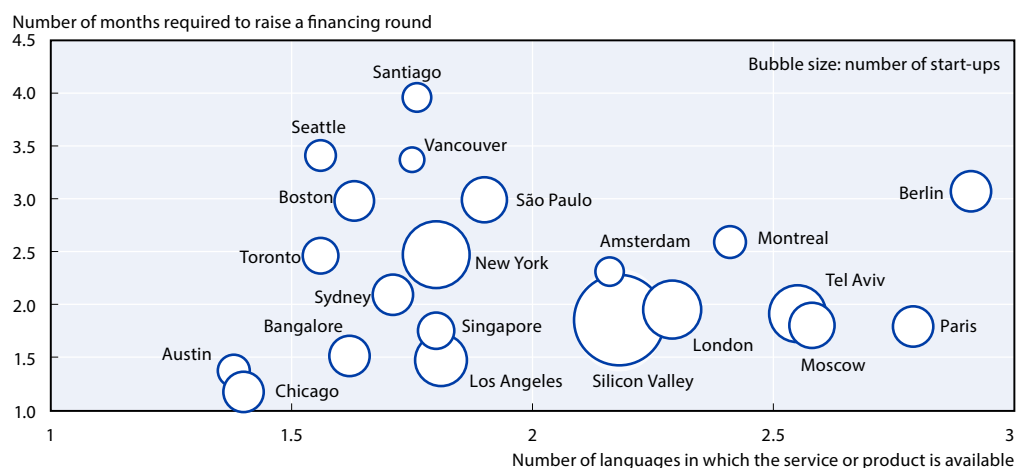 Number of months required to raise a financing round
4.5
Bubble size: number of start-ups
Santiago
4.0
Seattle
3.5
Vancouver
Boston
3.0
São Paulo
Berlin
Amsterdam
Montreal
2.5
Toronto
New York
Tel Aviv
Sydney
2.0
Bangalore
Singapore
Paris
London
Austin
1.5
Moscow
Los Angeles
Silicon Valley
Chicago
1.0
1
1.5
2
2.5
3
Number of languages in which the service or product is available